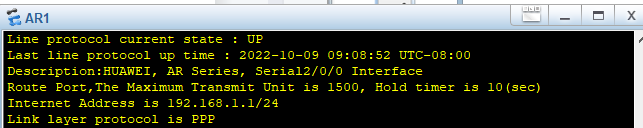 AR1
Line protocol current state : UP
Last line protocol up time : 2022-10-09 09:08:52 UTC-08:00
Description:HUAWEI, AR Series, Serial2/0/0 Interface
Route Port,The Maximum Transmit Unit is 1500, Hold timer is 10(sec)
Internet Address is 192.168.1.1/24
Link layer protocol is PPP